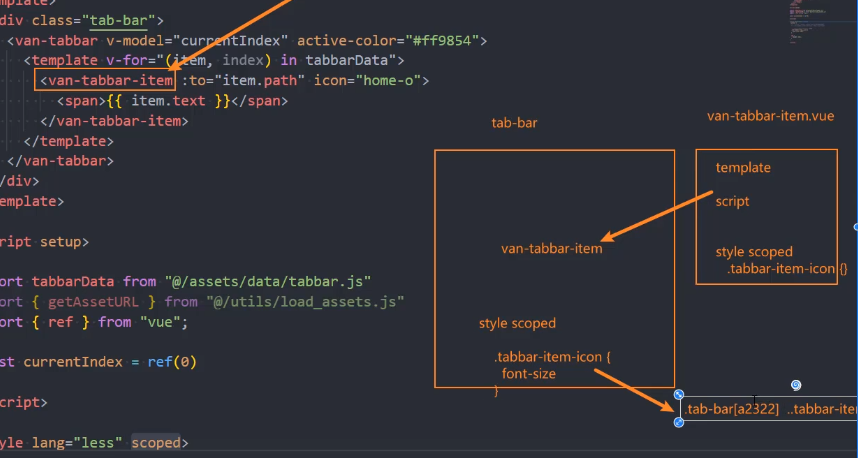 template>
div class="tab-bar">
<van-tabbar v-model="currentIndex" active-color="#ff9854">
<template v-for="(item, index) in tabbarData">
<van-tabbar-item :to="item.path" icon="home-o">
<span>{{ item.text }}</span>
</van-tabbar-item>
</template>
</van-tabbar>
/div>
emplate>
ript setup>
ort tabbarData from "@/assets/data/tabbar.js"
ort { getAssetURL } from "@/utils/load_assets.js"
ort { ref } from "vue";
st currentIndex = ref(0)
cript>
yle lang="less" scoped>
tab-bar
van-tabbar-item
style scoped
.tabbar-item-icon {
font-size
}
van-tabbar-item.vue
template
script
style scoped
.tabbar-item-icon {}
.tab-bar[a2322] ..tabbar-iter